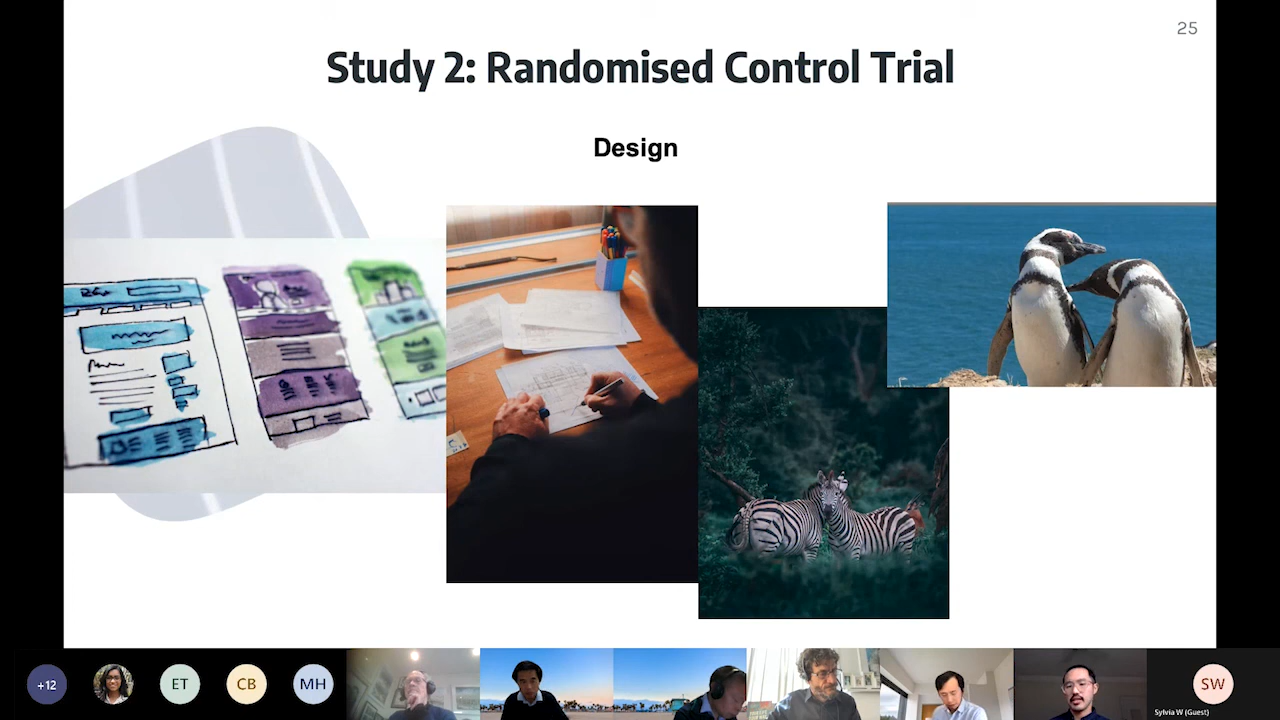 25
Study 2: Randomised Control Trial
Design
+12
ET
CB
MH
SW
Sylvia W (Guest)